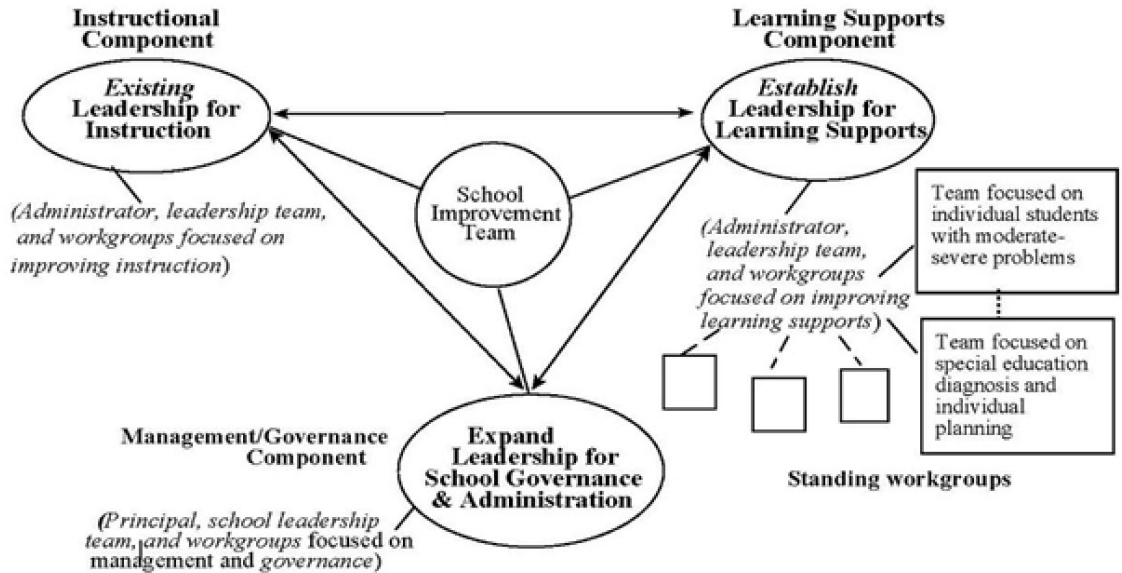 Instructional
Component
Existing
Leadership for
Instruction
(Administrator, leadership team,
and workgroups focused on
improving instruction)
Learning Supports
Component
Establish
Leadership for
Learning Supports
School
Improvement
Team
(Administrator,
leadership team,
and workgroups
focused on improving
learning supports)
Team focused on
individual students
with moderate-
severe problems
Team focused on
special education
diagnosis and
individual
planning
Standing workgroups
Management/Governance
Component
Expand
Leadership for
School Governance
& Administration
(Principal, school leadership
team, and workgroups focused on
management and governance)